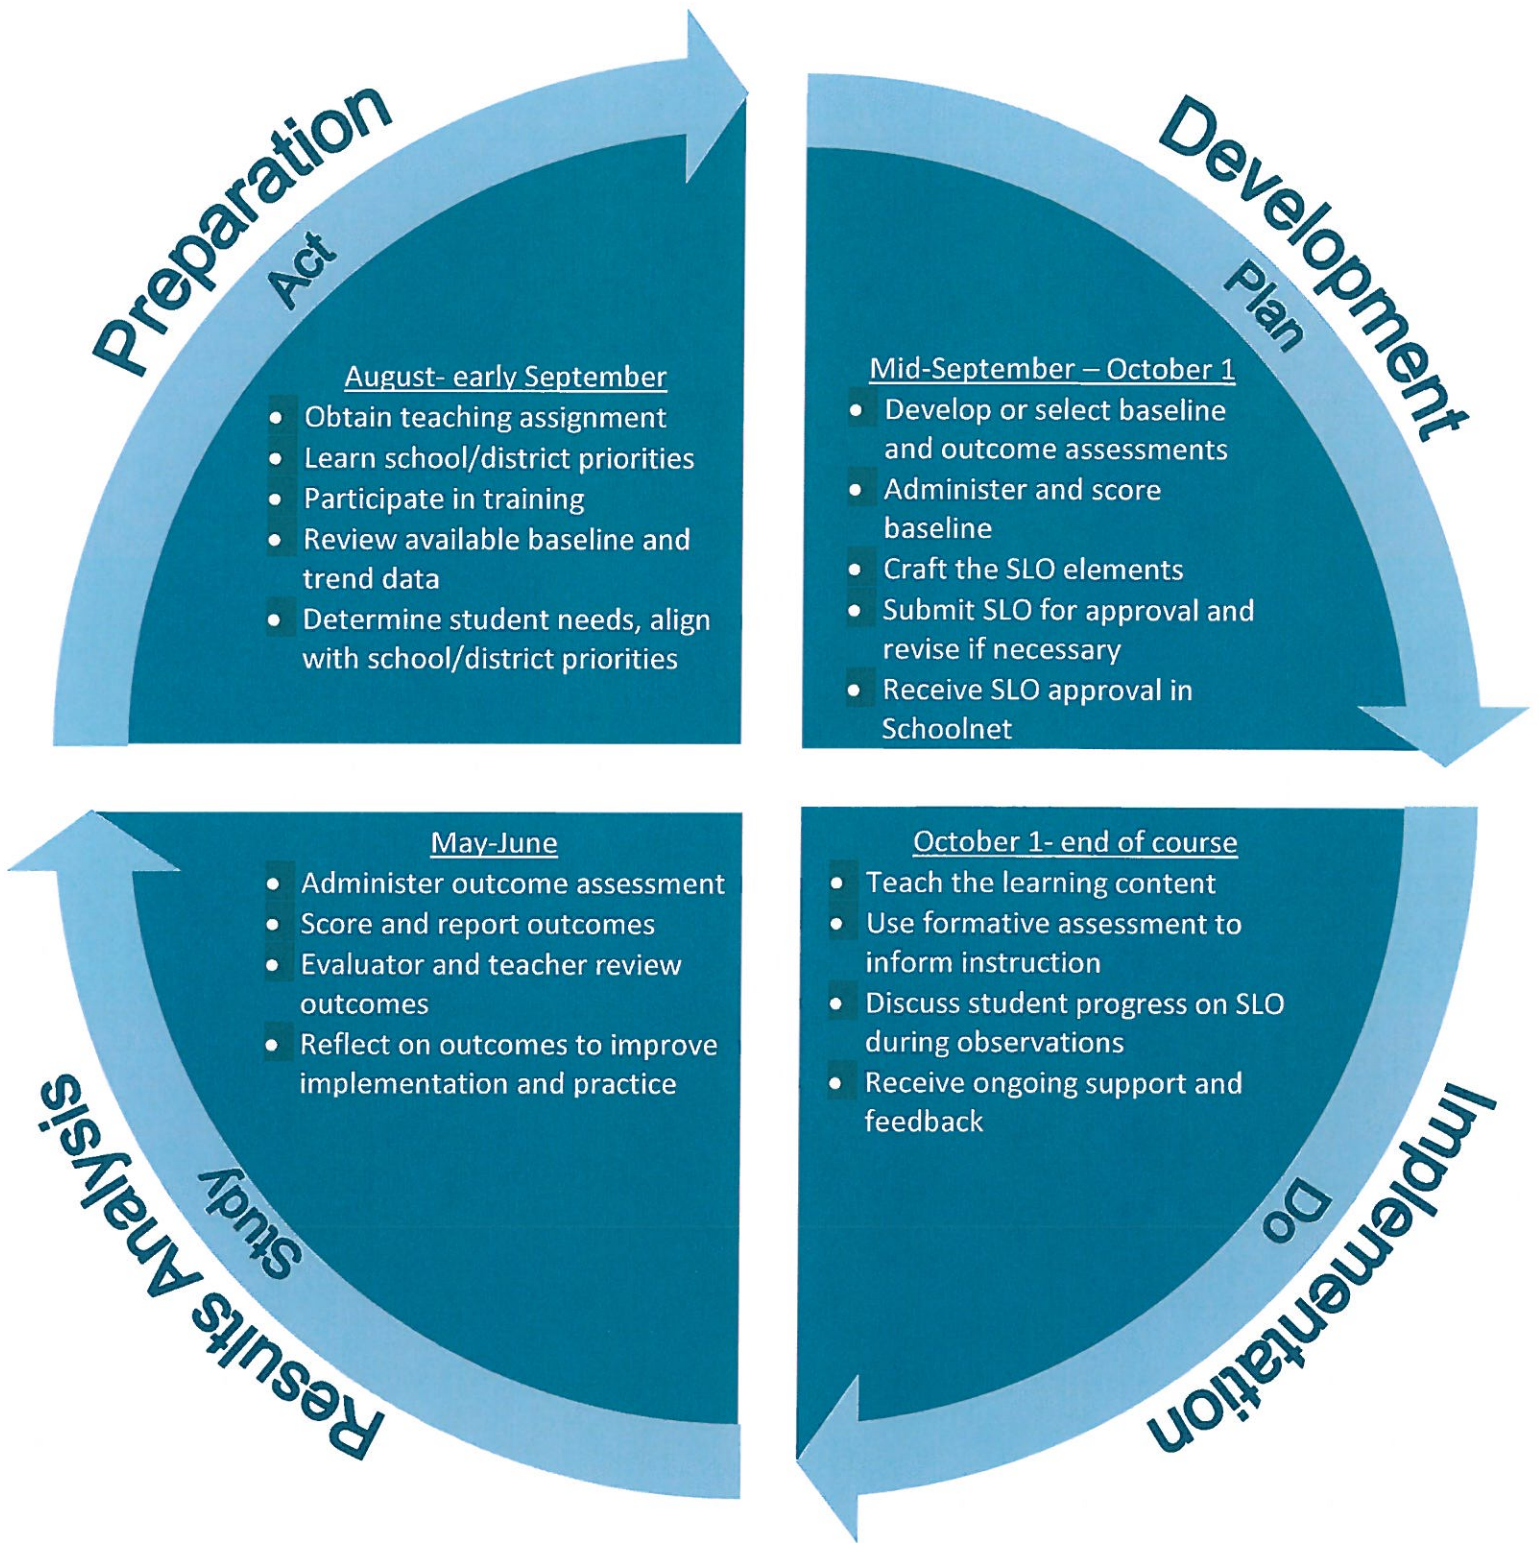 Preparation
Act
August- early September
• Obtain teaching assignment
• Learn school/district priorities
• Participate in training
• Review available baseline and
trend data
• Determine student needs, align
with school/district priorities
Development
Plan
Mid-September – October 1
• Develop or select baseline
and outcome assessments
• Administer and score
baseline
• Craft the SLO elements
• Submit SLO for approval and
revise if necessary
• Receive SLO approval in
Schoolnet
October 1- end of course
• Teach the learning content
• Use formative assessment to
inform instruction
• Discuss student progress on SLO
during observations
• Receive ongoing support and
feedback
Do
Implementation
May-June
• Administer outcome assessment
• Score and report outcomes
• Evaluator and teacher review
outcomes
• Reflect on outcomes to improve
implementation and practice
Study
Results Analysis